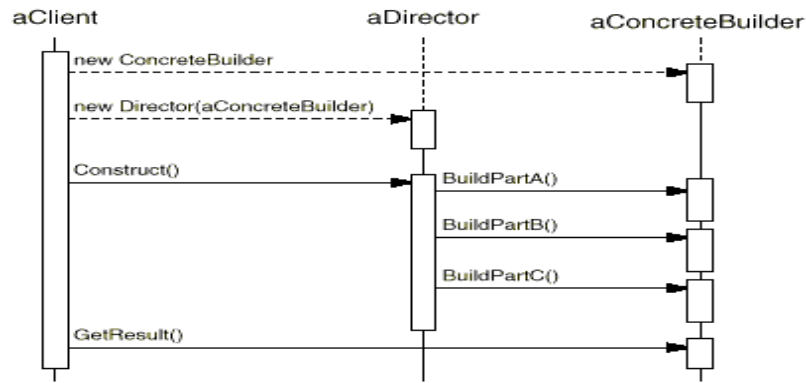 aClient
aDirector
aConcreteBuilder
new ConcreteBuilder
new Director(aConcreteBuilder)
Construct()
BuildPartA()
BuildPartB()
BuildPartC()
GetResult()